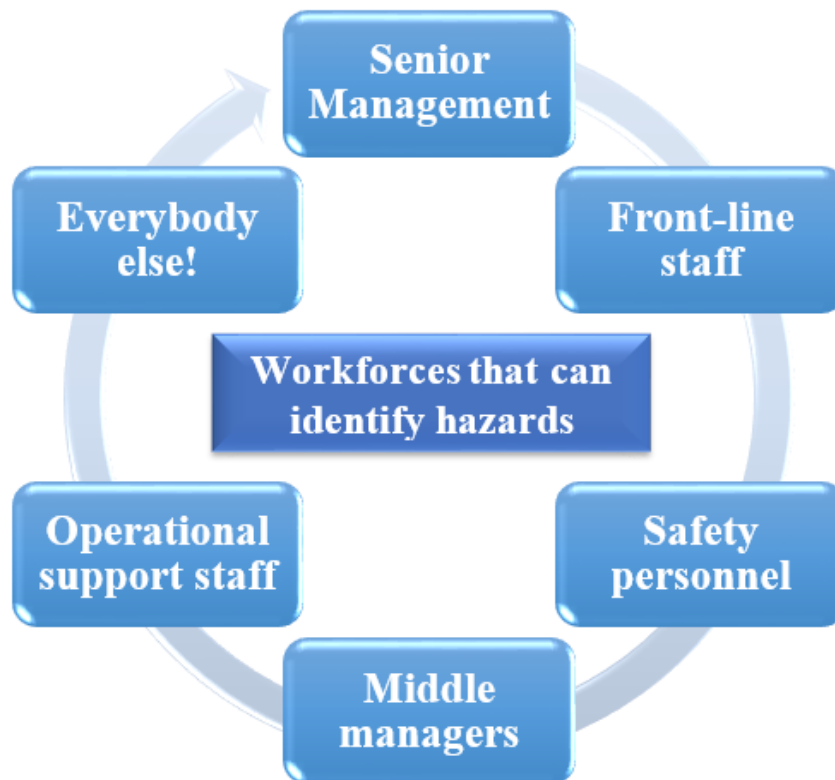 Senior
Management
Front-line
staff
Safety
personnel
Middle
managers
Operational
support staff
Everybody
else!
Workforces that can
identify hazards